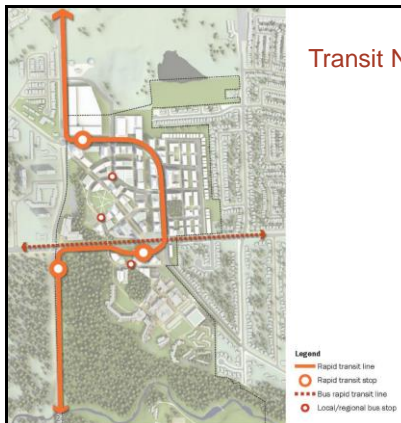 Transit N
Legend
Rapid transit line
Rapid transit stop
Bus rapid transit line
Local/regional bus stop